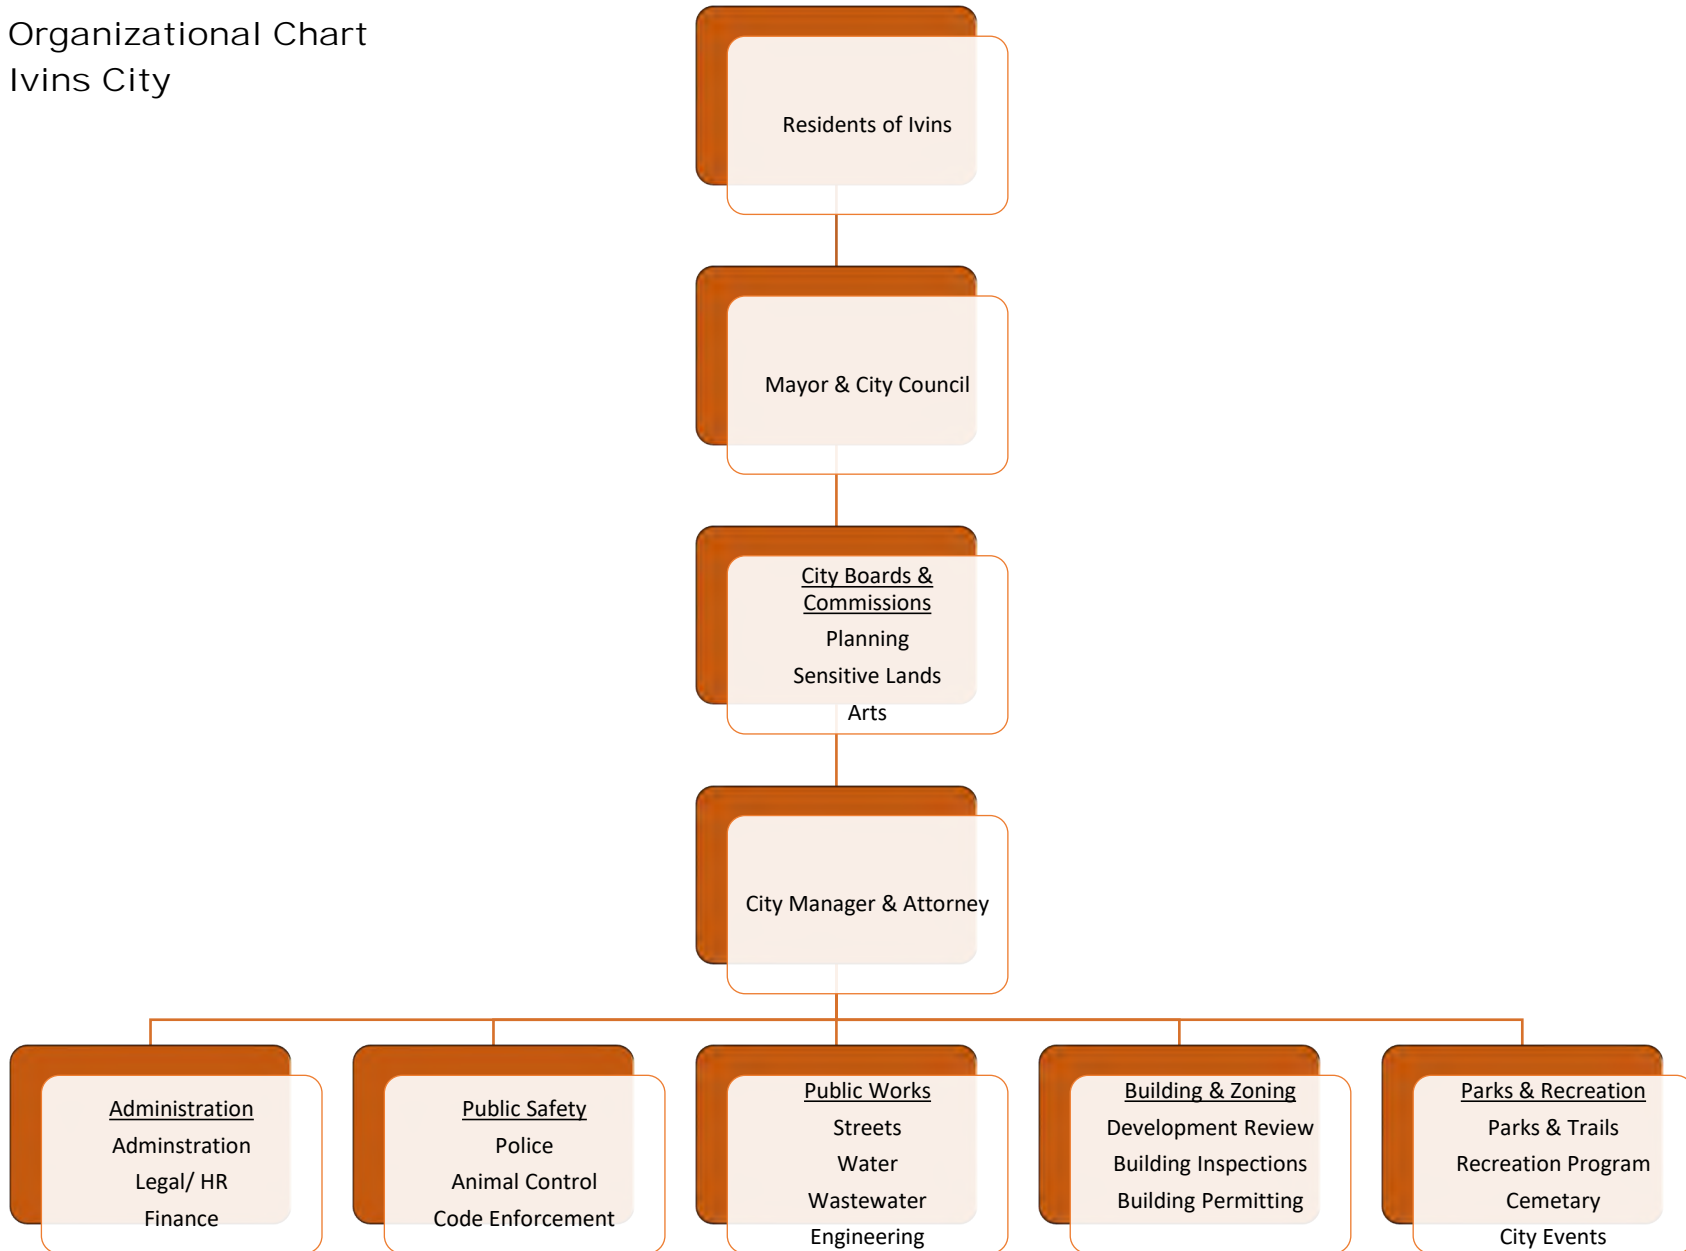 Organizational Chart
Ivins City
Residents of Ivins
Mayor & City Council
City Boards &
Commissions
Planning
Sensitive Lands
Arts
City Manager & Attorney
Administration
Adminstration
Legal/ HR
Finance
Public Safety
Police
Animal Control
Code Enforcement
Public Works
Streets
Water
Wastewater
Engineering
Building & Zoning
Development Review
Building Inspections
Building Permitting
Parks & Recreation
Parks & Trails
Recreation Program
Cemetary
City Events